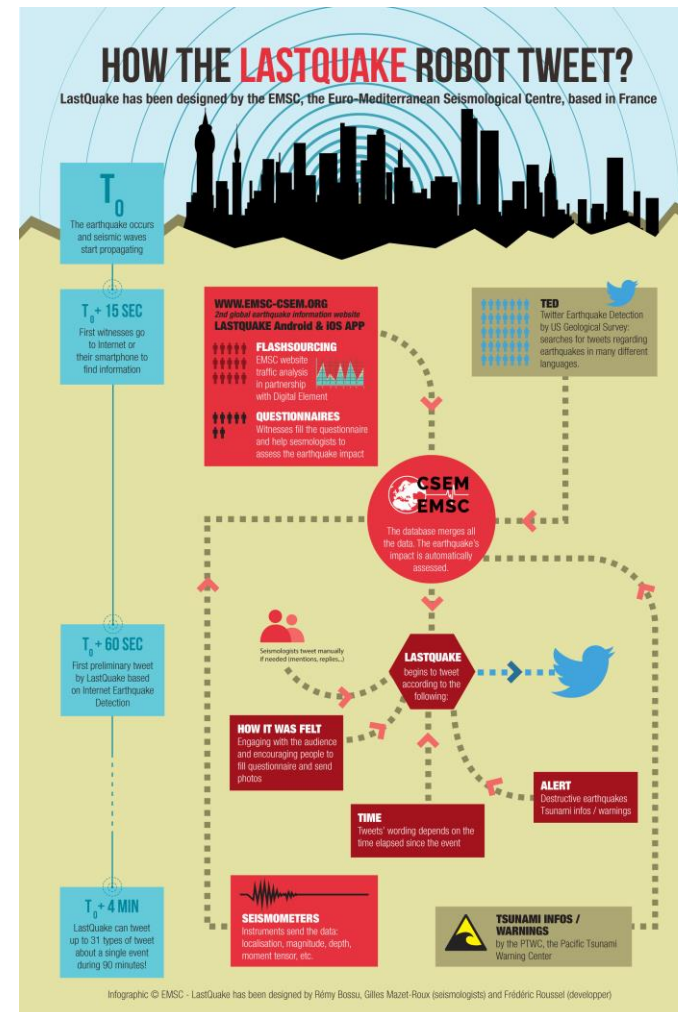 HOW THE LASTQUAKE ROBOT TWEET?
LastQuake has been designed by the EMSC, the Euro-Mediterranean Seismological Centre, based in France
T0
The earthquake occurs
and seismic waves
start propagating
T0+ 15 SEC
First witnesses go
to Internet or
their smartphone to
find information
T0+ 60 SEC
First preliminary tweet
by LastQuake based
on Internet Earthquake
Detection
T0+ 4 MIN
LastQuake can tweet
up to 31 types of tweet
about a single event
during 90 minutes!
WWW.EMSC-CSEM.ORG
2nd global earthquake information website
LASTQUAKE Android & iOS APP
FLASHSOURCING
EMSC website
traffic analysis
in partnership
with Digital Element
QUESTIONNAIRES
Witnesses fill the questionnaire
and help sesmologists to
assess the earthquake impact
TED
Twitter Earthquake Detection
by US Geological Survey:
searches for tweets regarding
earthquakes in many different
languages.
CSEM
EMSC
The database merges all
the data. The earthquake's
impact is automatically
assessed.
Seismologists tweet manually
if needed (mentions, replies...)
LASTQUAKE
begins to tweet
according to the
following:
HOW IT WAS FELT
Engaging with the audience
and encouraging people to
fill questionnaire and send
photos
TIME
Tweets' wording depends on the
time elapsed since the event
ALERT
Destructive earthquakes
Tsunami infos / warnings
SEISMOMETERS
Instruments send the data:
localisation, magnitude, depth,
moment tensor, etc.
TSUNAMI INFOS /
WARNINGS
by the PTWC, the Pacific Tsunami
Warning Center
Infographic © EMSC - LastQuake has been designed by Rémy Bossu, Gilles Mazet-Roux (seismologists) and Frédéric Roussel (developper)